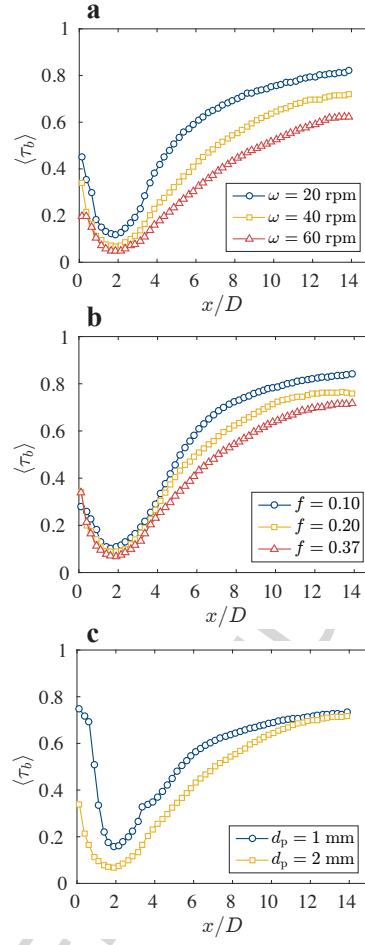 a
1
0.8
0.6
0.4
0.2
0
⟨τb⟩
0 2 4 6 8 10 12 14
x/D
ω = 20 rpm
ω = 40 rpm
ω = 60 rpm
b
1
0.8
0.6
0.4
0.2
0
⟨τb⟩
0 2 4 6 8 10 12 14
x/D
f = 0.10
f = 0.20
f = 0.37
c
1
0.8
0.6
0.4
0.2
0
⟨τb⟩
0 2 4 6 8 10 12 14
x/D
dp = 1 mm
dp = 2 mm